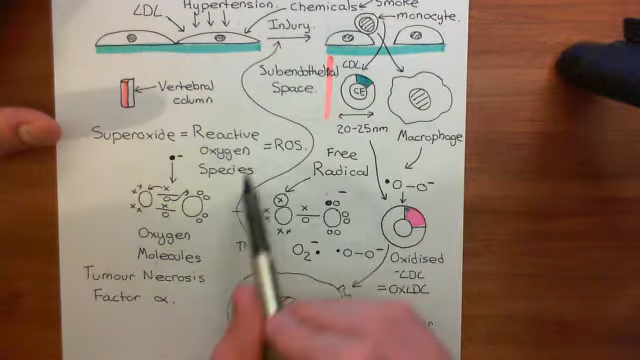 LDL
Hypertension
Chemicals
Smoke
Injury
monocyte.
Subendothelial
Space.
LDL
CE
Vertebral
column
20-25nm
Macrophage
Superoxide = Reactive
Oxygen
Species
= ROS.
Free
Radical
•O-O⁻
Oxygen
Molecules
O₂⁻•
•O-O⁻
Oxidised
-LDL
= OxLDL
Tumour Necrosis
Factor α.